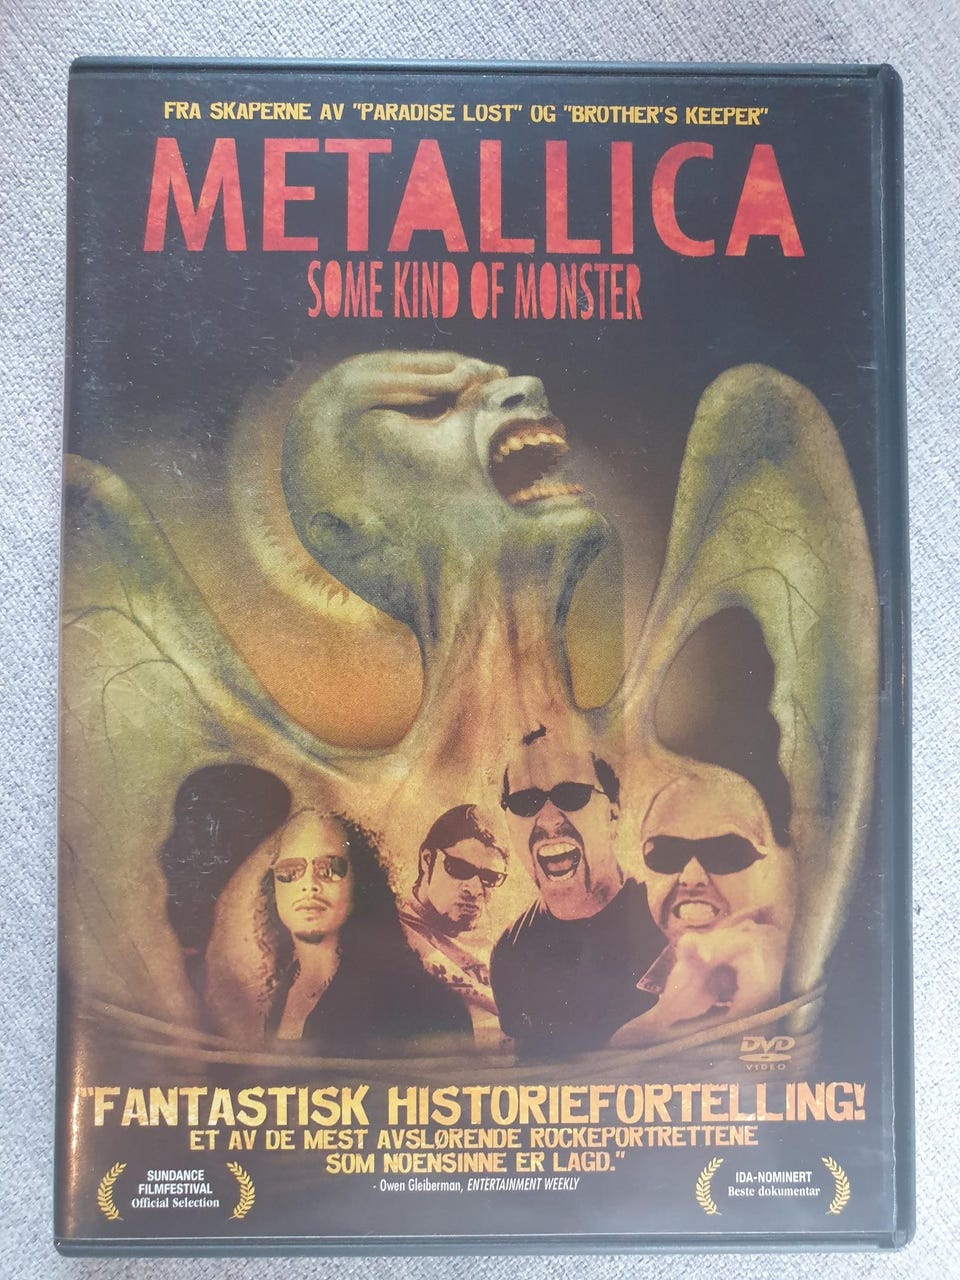 FRA SKAPERNE AV "PARADISE LOST" OG "BROTHER'S KEEPER"
METALLICA
SOME KIND OF MONSTER
DVD
VIDEO
"FANTASTISK HISTORIEFORTELLING!
ET AV DE MEST AVSLØRENDE ROCKEPORTRETTENE
SOM NOENSINNE ER LAGD."
- Owen Gleiberman, ENTERTAINMENT WEEKLY
SUNDANCE
FILMFESTIVAL
Official Selection
IDA-NOMINERT
Beste dokumentar